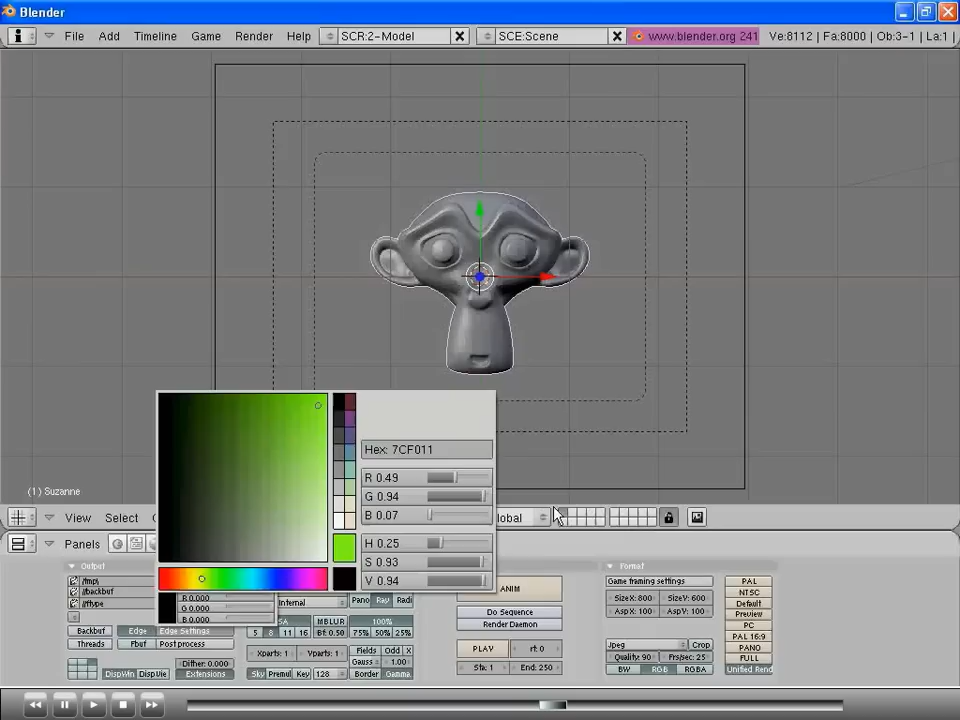 Blender
File Add Timeline Game Render Help SCR:2-Model SCE:Scene www.blender.org 241 Ve:8112 | Fa:8000 | Ob:3-1 | La:1 |
(1) Suzanne
Hex: 7CF011
R 0.49
G 0.94
B 0.07
H 0.25
S 0.93
V 0.94
View Select lobal
Panels
Output
/tmp\
//backbuf
//ftype
Backbuf Edge Edge Settings
Threads Fbuf Postprocess
DispWin DispVie Difher: 0.000
Extensions
R 0.000
G 0.000
B 0.000
Internal Pano Ray Radi
5 8 11 16 MBLUR Bf: 0.50 100% 75% 50% 25%
Xparts: 1 Yparts: 1 Fields Odd X
Gauss 1.00
Sky Premul Key 128 Border Gamma
ANIM
Do Sequence
Render Daemon
PLAY rt: 0
Sta: 1 End: 250
Format
Game framing settings
SizeX: 800 SizeY: 600
AspX: 100 AspY: 100
Jpeg Crop
Quality: 90 Frs/sec: 25
BW RGB RGBA
PAL
NTSC
Default
Preview
PC
PAL 16:9
PANO
FULL
Unified Rend